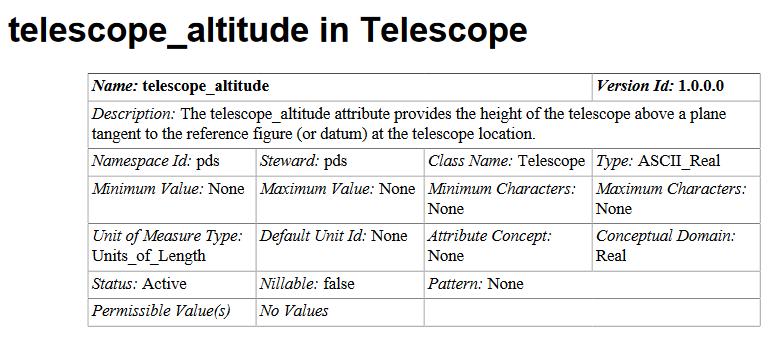 telescope_altitude in Telescope
Name: telescope_altitude Version Id: 1.0.0.0
Description: The telescope_altitude attribute provides the height of the telescope above a plane
tangent to the reference figure (or datum) at the telescope location.
Namespace Id: pds Steward: pds Class Name: Telescope Type: ASCII_Real
Minimum Value: None Maximum Value: None Minimum Characters: None Maximum Characters: None
Unit of Measure Type: Units_of_Length Default Unit Id: None Attribute Concept: None Conceptual Domain: Real
Status: Active Nillable: false Pattern: None
Permissible Value(s) No Values